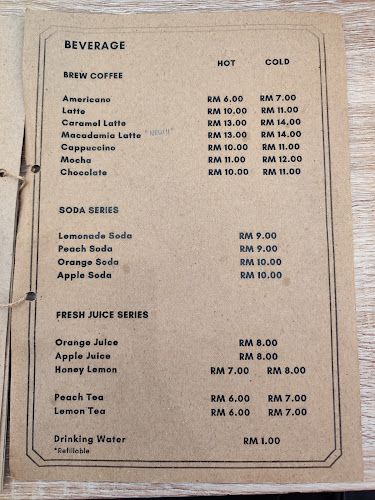 BEVERAGE
HOT COLD
BREW COFFEE
Americano RM 6.00 RM 7.00
Latte RM 10.00 RM 11.00
Caramel Latte RM 13.00 RM 14.00
Macadamia Latte "NEW!!" RM 13.00 RM 14.00
Cappuccino RM 10.00 RM 11.00
Mocha RM 11.00 RM 12.00
Chocolate RM 10.00 RM 11.00
SODA SERIES
Lemonade Soda RM 9.00
Peach Soda RM 9.00
Orange Soda RM 10.00
Apple Soda RM 10.00
FRESH JUICE SERIES
Orange Juice RM 8.00
Apple Juice RM 8.00
Honey Lemon RM 7.00 RM 8.00
Peach Tea RM 6.00 RM 7.00
Lemon Tea RM 6.00 RM 7.00
Drinking Water RM 1.00
*Refillable